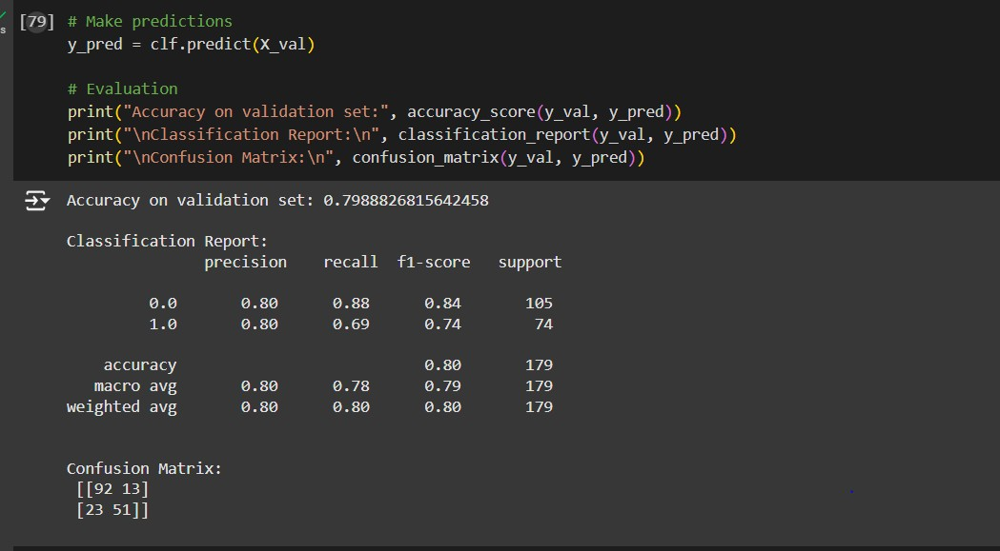 [79] # Make predictions
y_pred = clf.predict(X_val)
# Evaluation
print("Accuracy on validation set:", accuracy_score(y_val, y_pred))
print("\nClassification Report:\n", classification_report(y_val, y_pred))
print("\nConfusion Matrix:\n", confusion_matrix(y_val, y_pred))
s
Accuracy on validation set: 0.7988826815642458
Classification Report:
precision recall f1-score support
0.0 0.80 0.88 0.84 105
1.0 0.80 0.69 0.74 74
accuracy 0.80 179
macro avg 0.80 0.78 0.79 179
weighted avg 0.80 0.80 0.80 179
Confusion Matrix:
[[92 13]
[23 51]]